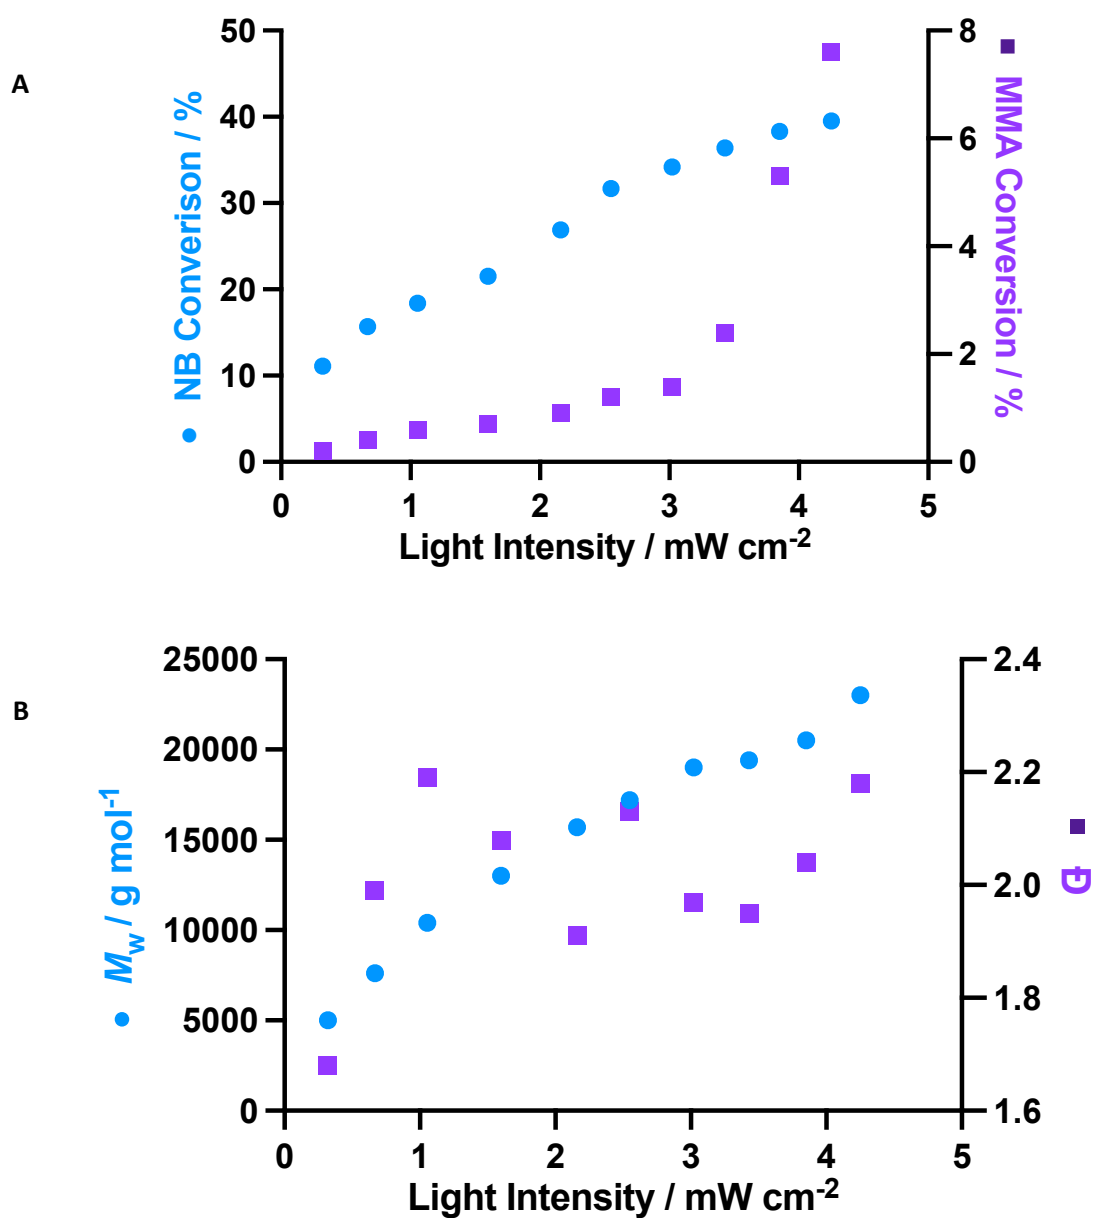 A
NB Converison / %
50
40
30
20
10
0
8
6
4
2
0
MMA Conversion / %
0 1 2 3 4 5
Light Intensity / mW cm-2
B
Mw / g mol-1
25000
20000
15000
10000
5000
0
2.4
2.2
2.0
1.8
1.6
Đ
0 1 2 3 4 5
Light Intensity / mW cm-2